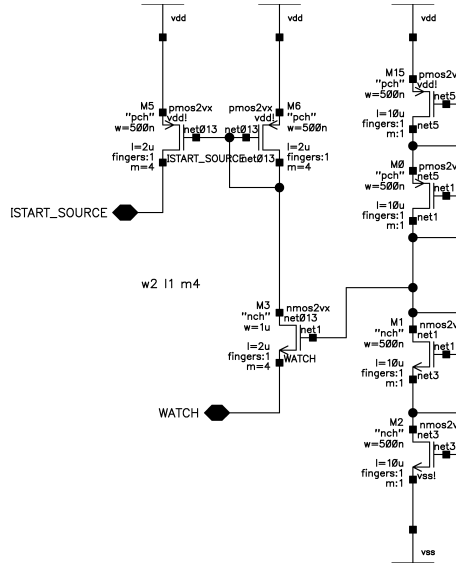 vdd
vdd
vdd
M5
pmos2vx
"pch"
vdd!
w=500n
net013
l=2u
fingers:1
m=4
ISTART_SOURCE
pmos2vx
M6
vdd!
"pch"
w=500n
net013
l=2u
fingers:1
m=4
net013
M15
pmos2v
"pch"
vdd!
w=500n
net5
l=10u
fingers:1
m:1
net5
M0
pmos2v
"pch"
net5
w=500n
net1
l=10u
fingers:1
m:1
net1
ISTART_SOURCE
w2 l1 m4
M3
nmos2vx
"nch"
net013
w=1u
net1
l=2u
fingers:1
m=4
WATCH
M1
nmos2v
"nch"
net1
w=500n
net1
l=10u
fingers:1
m:1
net3
WATCH
M2
nmos2v
"nch"
net3
w=500n
net3
l=10u
fingers:1
m:1
vss!
vss